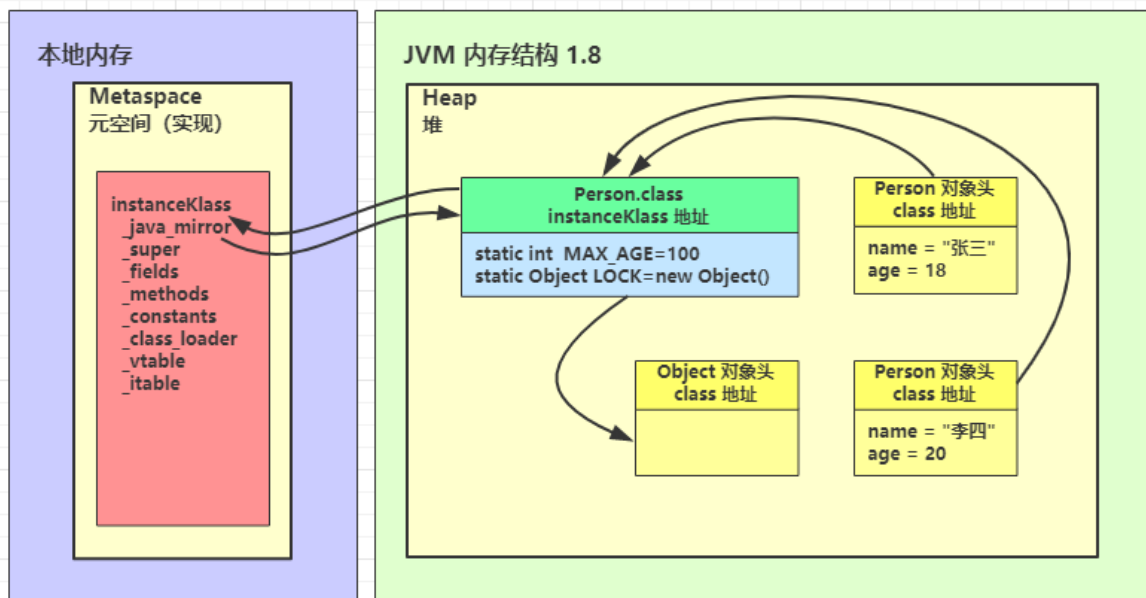 本地内存
Metaspace
元空间（实现）
instanceKlass
_java_mirror
_super
_fields
_methods
_constants
_class_loader
_vtable
_itable
JVM 内存结构 1.8
Heap
堆
Person.class
instanceKlass 地址
static int MAX_AGE=100
static Object LOCK=new Object()
Person 对象头
class 地址
name = "张三"
age = 18
Object 对象头
class 地址
Person 对象头
class 地址
name = "李四"
age = 20